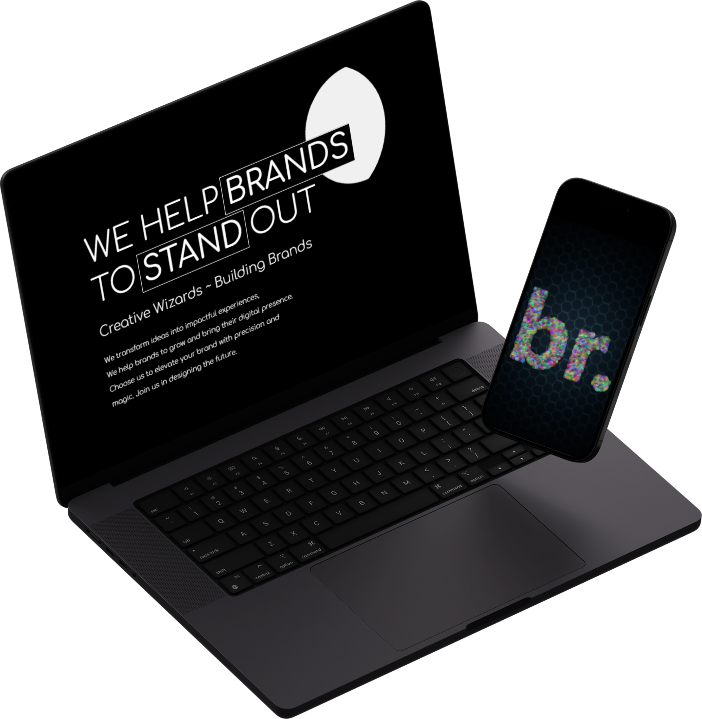 WE HELP BRANDS
TO STAND OUT
Creative Wizards ~ Building Brands
We transform ideas into impactful experiences,
We help brands to grow and bring their digital presence.
Choose us to elevate your brand with precision and
magic. Join us in designing the future.
br.